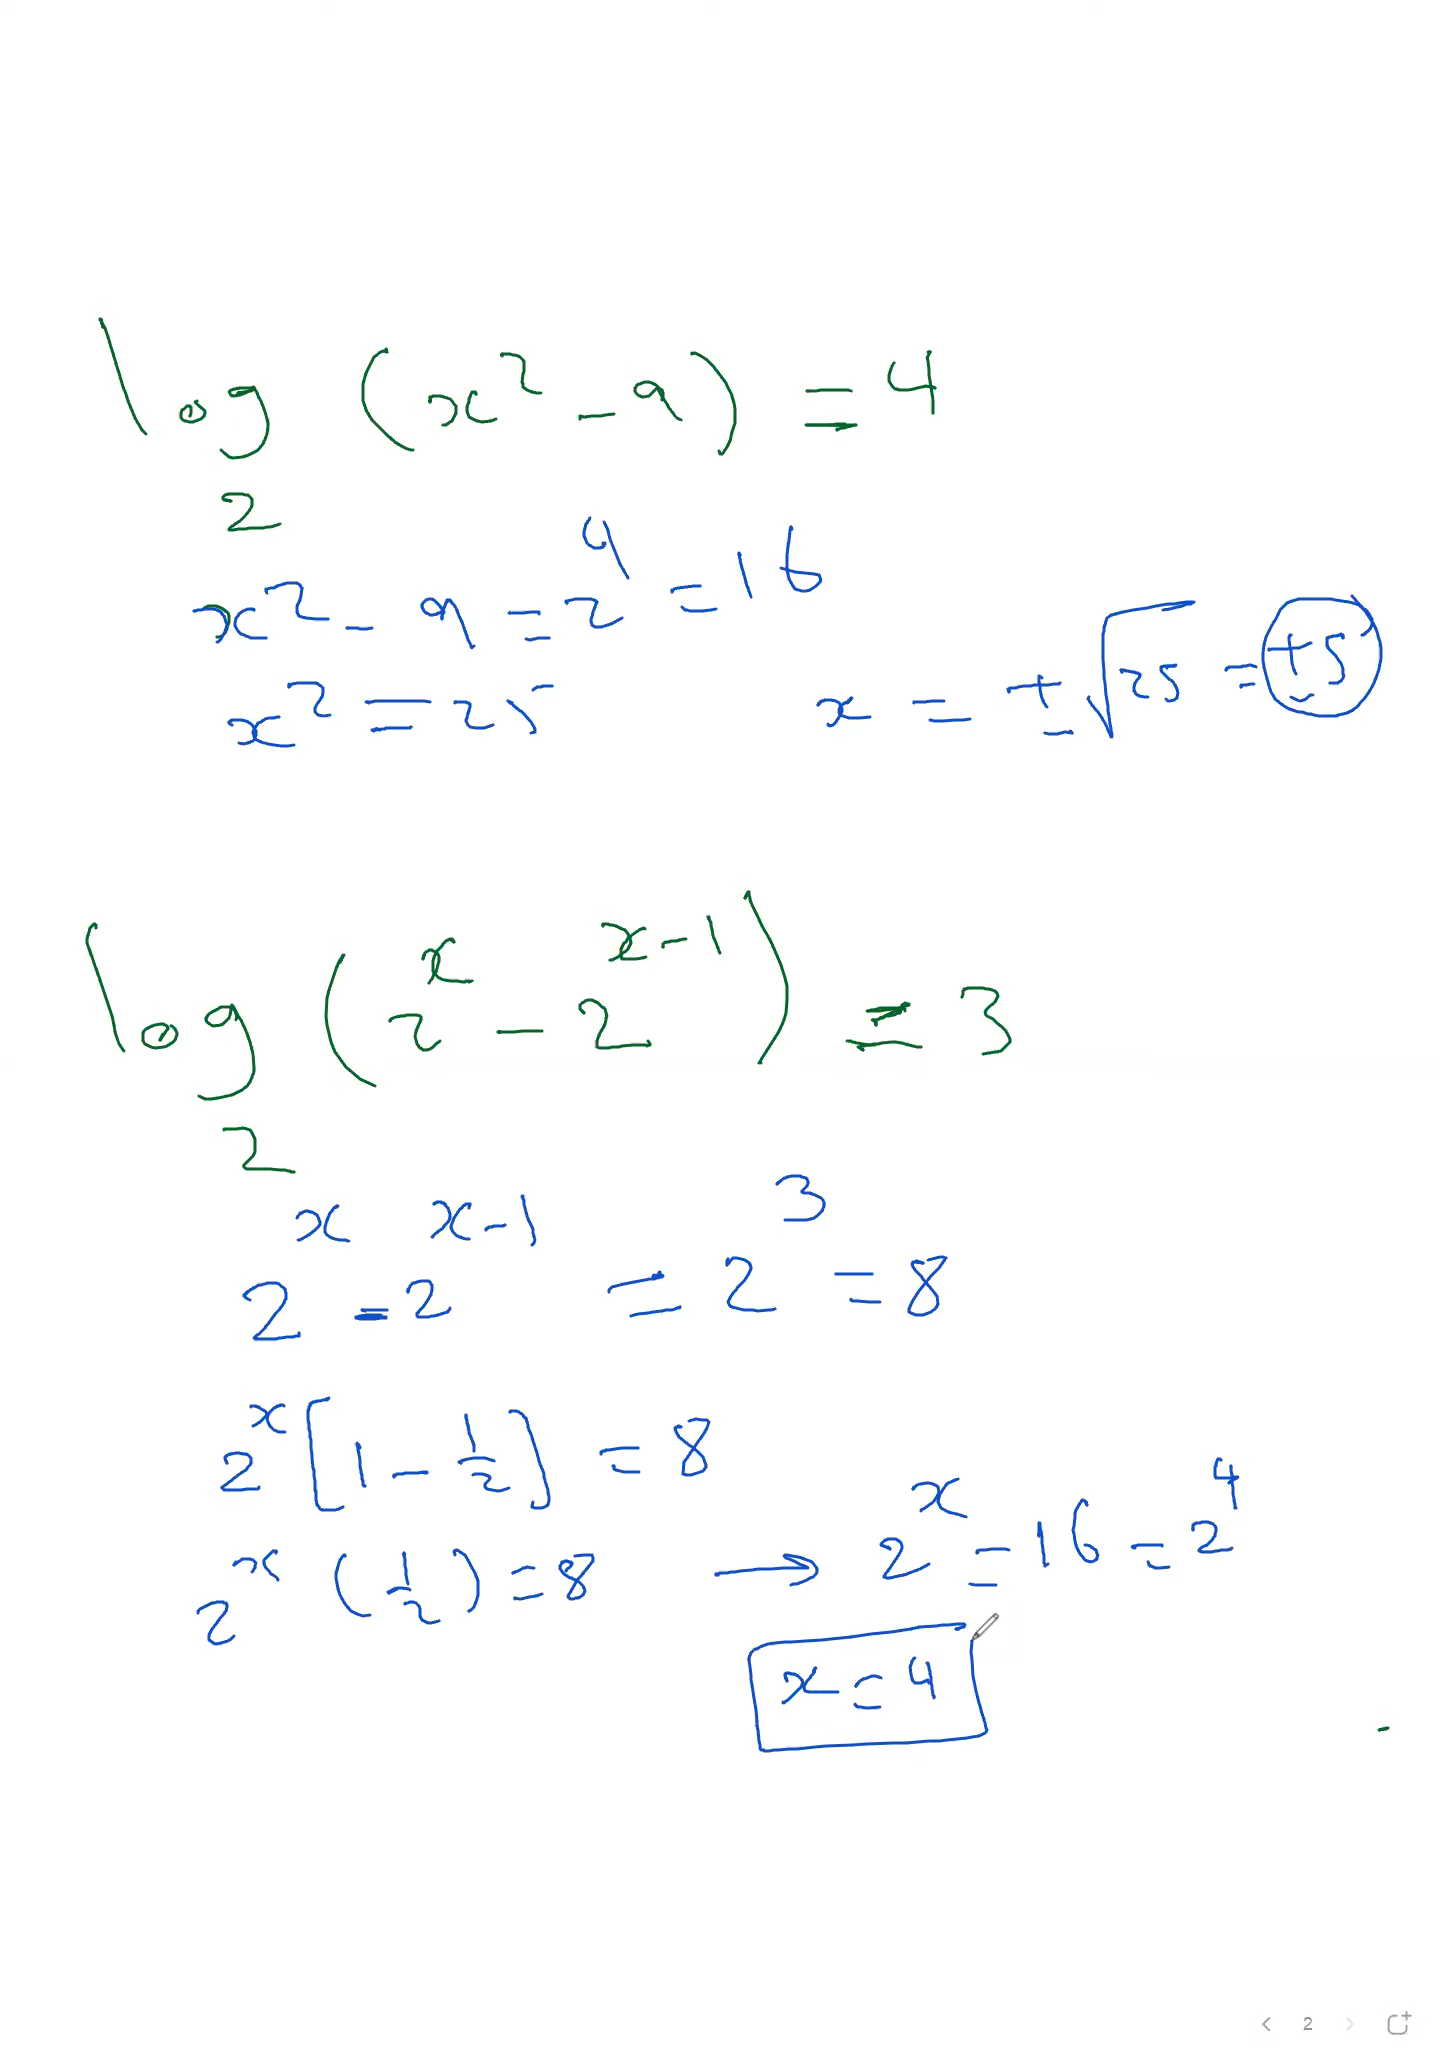 log₂ (x² - 9) = 4
x² - 9 = 2⁴ = 16
x² = 25    x = ±√25 = ±5
log₂ (2ˣ - 2ˣ⁻¹) = 3
2ˣ - 2ˣ⁻¹ = 2³ = 8
2ˣ [1 - 1/2] = 8
2ˣ (1/2) = 8 → 2ˣ = 16 = 2⁴
x = 4
< 2 >